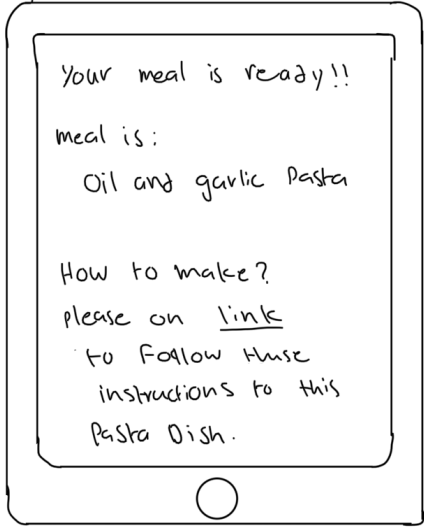 Your meal is ready!!
meal is:
Oil and garlic Pasta
How to make?
please on link
to Follow these
instructions to this
Pasta Dish.